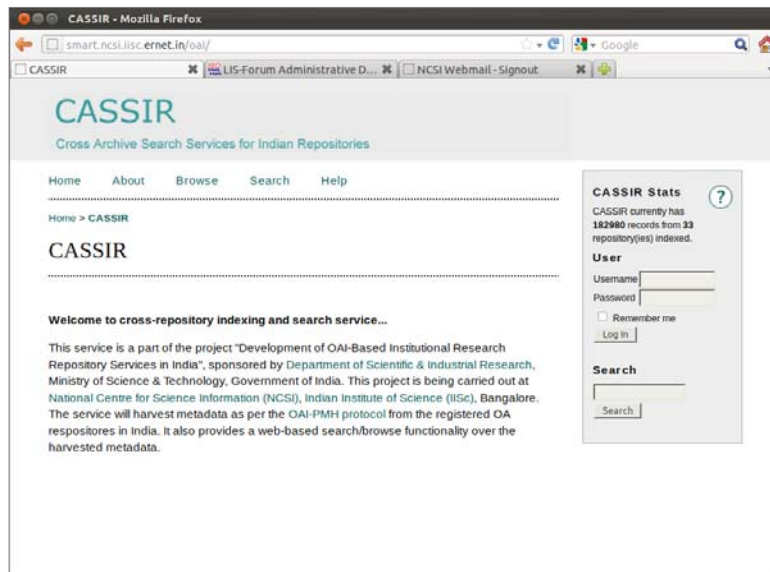 CASSIR - Mozilla Firefox
smart.ncsi.iisc.ernet.in/oai/
Google
CASSIR
LIS-Forum Administrative D...
NCSI Webmail - Signout
CASSIR
Cross Archive Search Services for Indian Repositories
Home About Browse Search Help
Home > CASSIR
CASSIR
Welcome to cross-repository indexing and search service...
This service is a part of the project "Development of OAI-Based Institutional Research
Repository Services in India", sponsored by Department of Scientific & Industrial Research,
Ministry of Science & Technology, Government of India. This project is being carried out at
National Centre for Science Information (NCSI), Indian Institute of Science (IISc), Bangalore.
The service will harvest metadata as per the OAI-PMH protocol from the registered OA
respositores in India. It also provides a web-based search/browse functionality over the
harvested metadata.
CASSIR Stats
?
CASSIR currently has
182980 records from 33
repository(ies) indexed.
User
Username
Password
Remember me
Log In
Search
Search